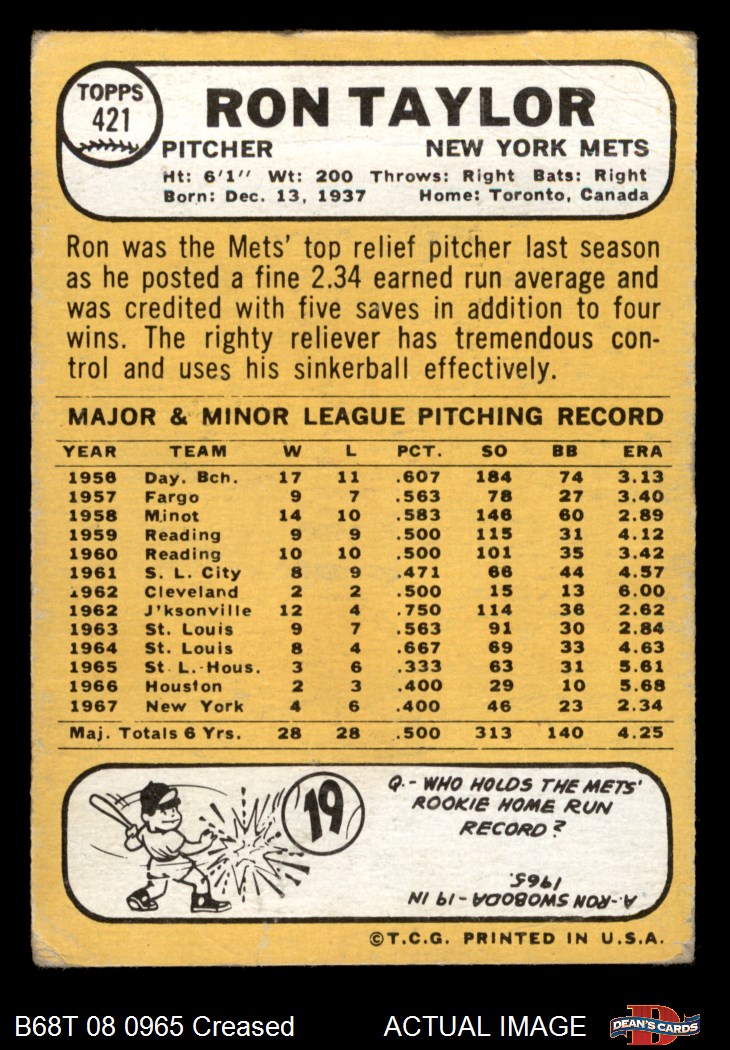 TOPPS
421
RON TAYLOR
PITCHER NEW YORK METS
Ht: 6'1" Wt: 200 Throws: Right Bats: Right
Born: Dec. 13, 1937 Home: Toronto, Canada
Ron was the Mets' top relief pitcher last season
as he posted a fine 2.34 earned run average and
was credited with five saves in addition to four
wins. The righty reliever has tremendous con-
trol and uses his sinkerball effectively.
MAJOR & MINOR LEAGUE PITCHING RECORD
YEAR TEAM W L PCT. SO BB ERA
1956 Day. Bch. 17 11 .607 184 74 3.13
1957 Fargo 9 7 .563 78 27 3.40
1958 Minot 14 10 .583 146 60 2.89
1959 Reading 9 9 .500 115 31 4.12
1960 Reading 10 10 .500 101 35 3.42
1961 S. L. City 8 9 .471 66 44 4.57
1962 Cleveland 2 2 .500 15 13 6.00
1962 J'ksonville 12 4 .750 114 36 2.62
1963 St. Louis 9 7 .563 91 30 2.84
1964 St. Louis 8 4 .667 69 33 4.63
1965 St. L.-Hous. 3 6 .333 63 31 5.61
1966 Houston 2 3 .400 29 10 5.68
1967 New York 4 6 .400 46 23 2.34
Maj. Totals 6 Yrs. 28 28 .500 313 140 4.25
19
Q.- WHO HOLDS THE METS'
ROOKIE HOME RUN
RECORD?
A.-RON SWOBODA-19 IN
1965.
©T.C.G. PRINTED IN U.S.A.
B68T 08 0965 Creased ACTUAL IMAGE
D
DEAN'S CARDS